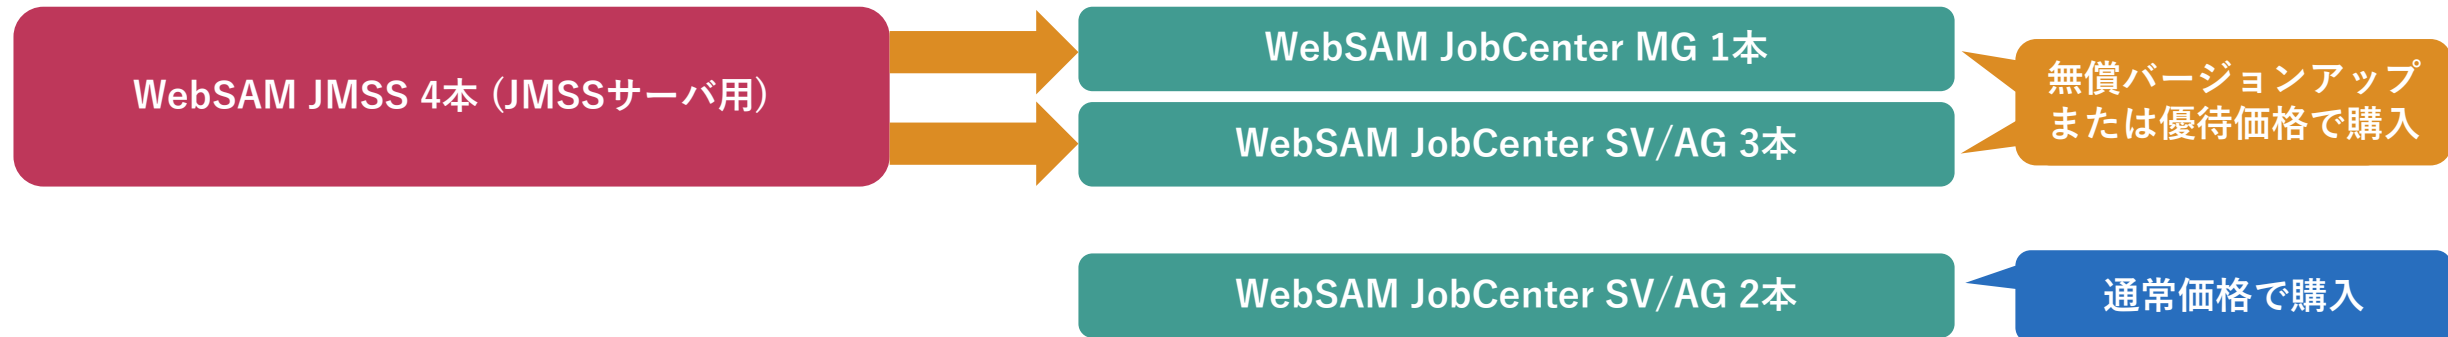 WebSAM JMSS 4本 (JMSSサーバ用)
WebSAM JobCenter MG 1本
WebSAM JobCenter SV/AG 3本
無償バージョンアップ
または優待価格で購入
WebSAM JobCenter SV/AG 2本
通常価格で購入